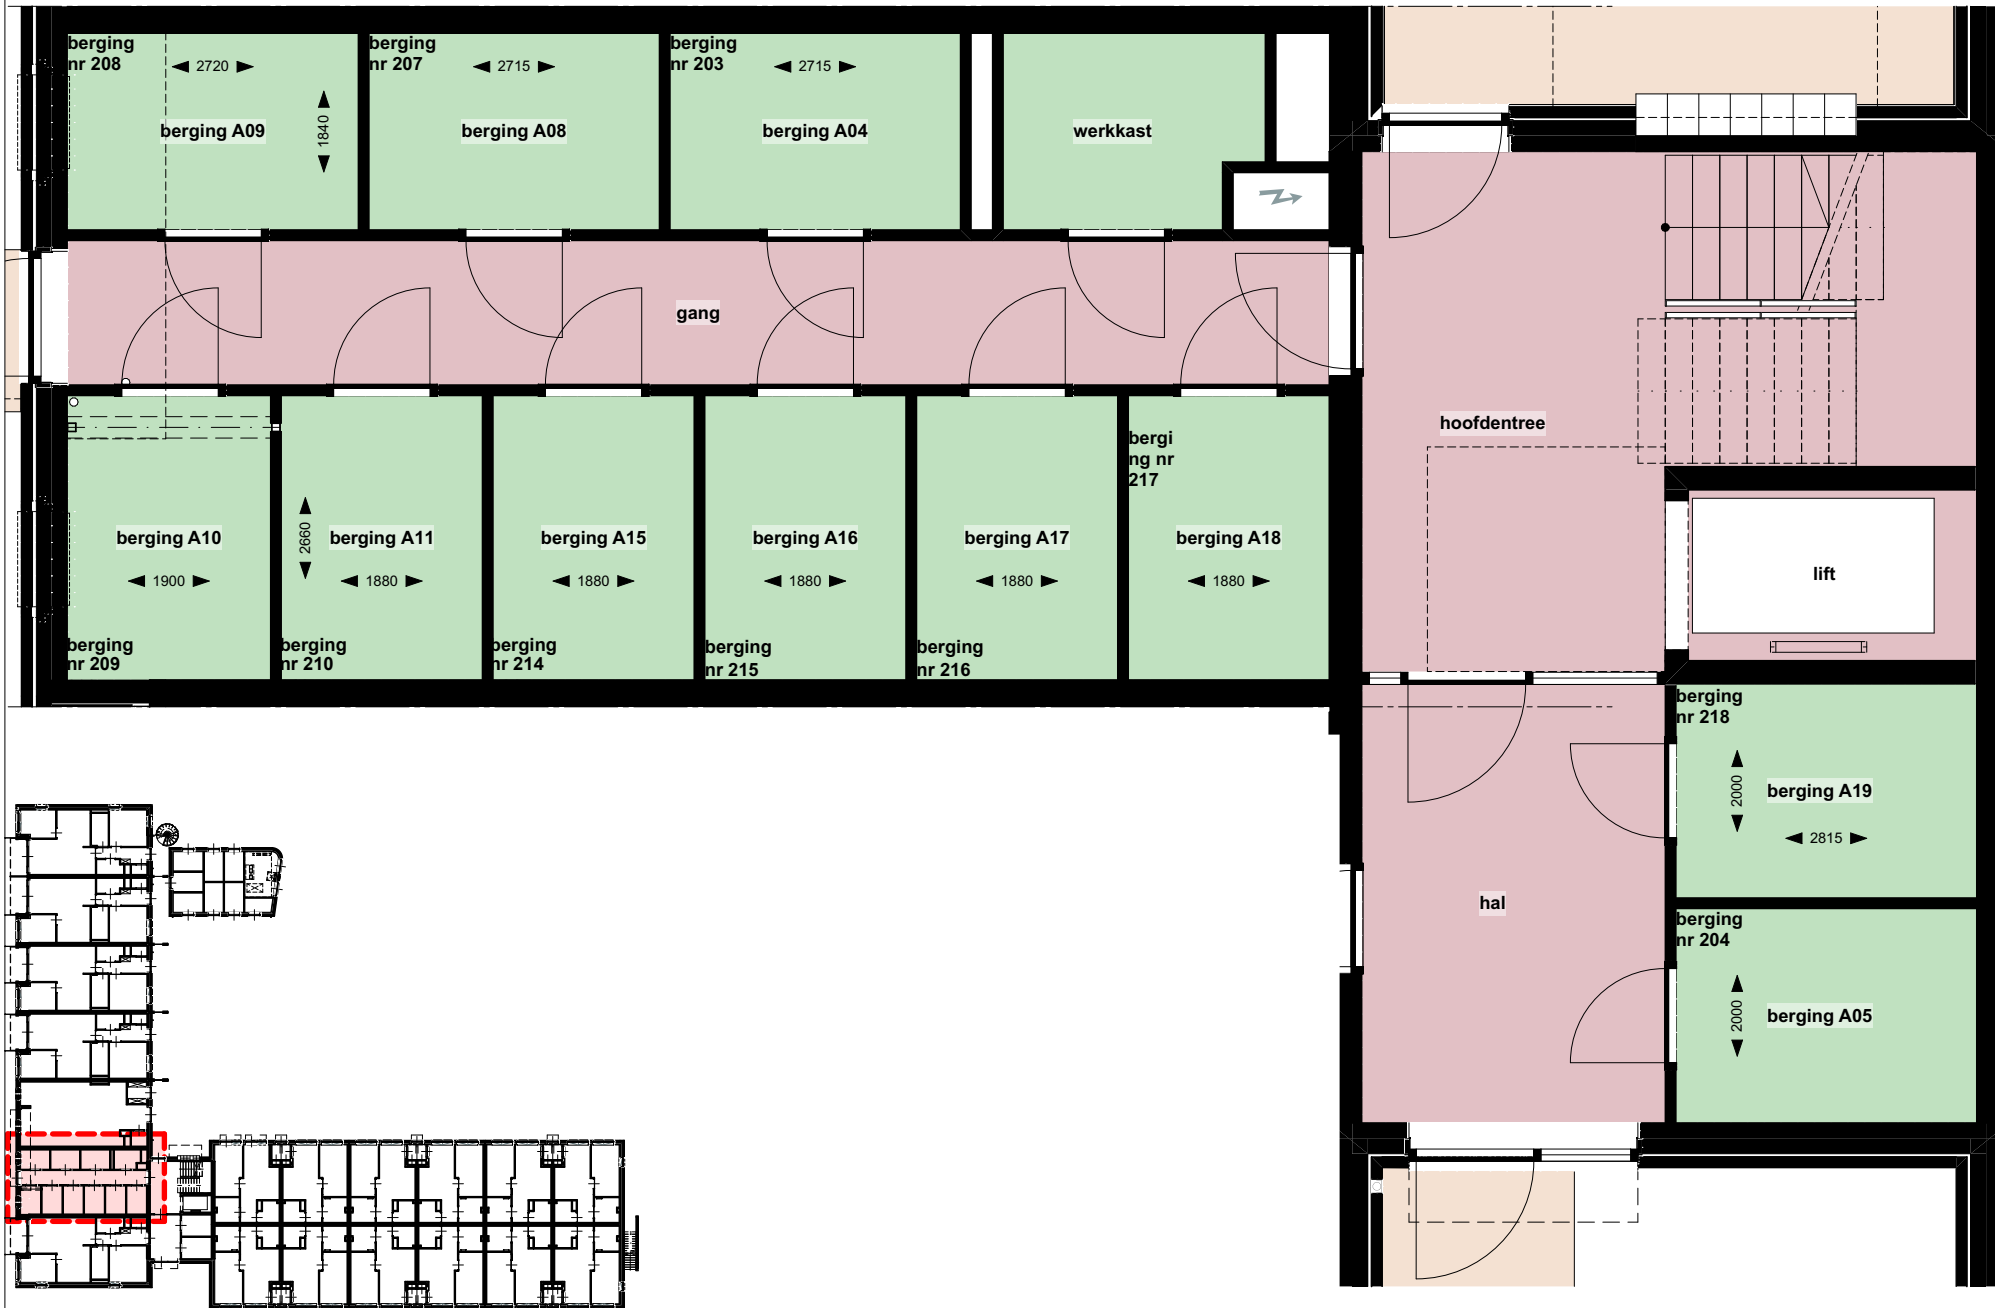 berging
nr 208
2720
1840
berging A09
berging
nr 207
2715
berging A08
berging
nr 203
2715
berging A04
werkkast
gang
hoofdentree
lift
berging A10
1900
berging
nr 209
2660
berging A11
1880
berging
nr 210
berging A15
1880
berging
nr 214
berging A16
1880
berging
nr 215
berging A17
1880
berging
nr 216
bergi
ng nr
217
berging A18
1880
berging
nr 218
2000
berging A19
2815
hal
berging
nr 204
2000
berging A05